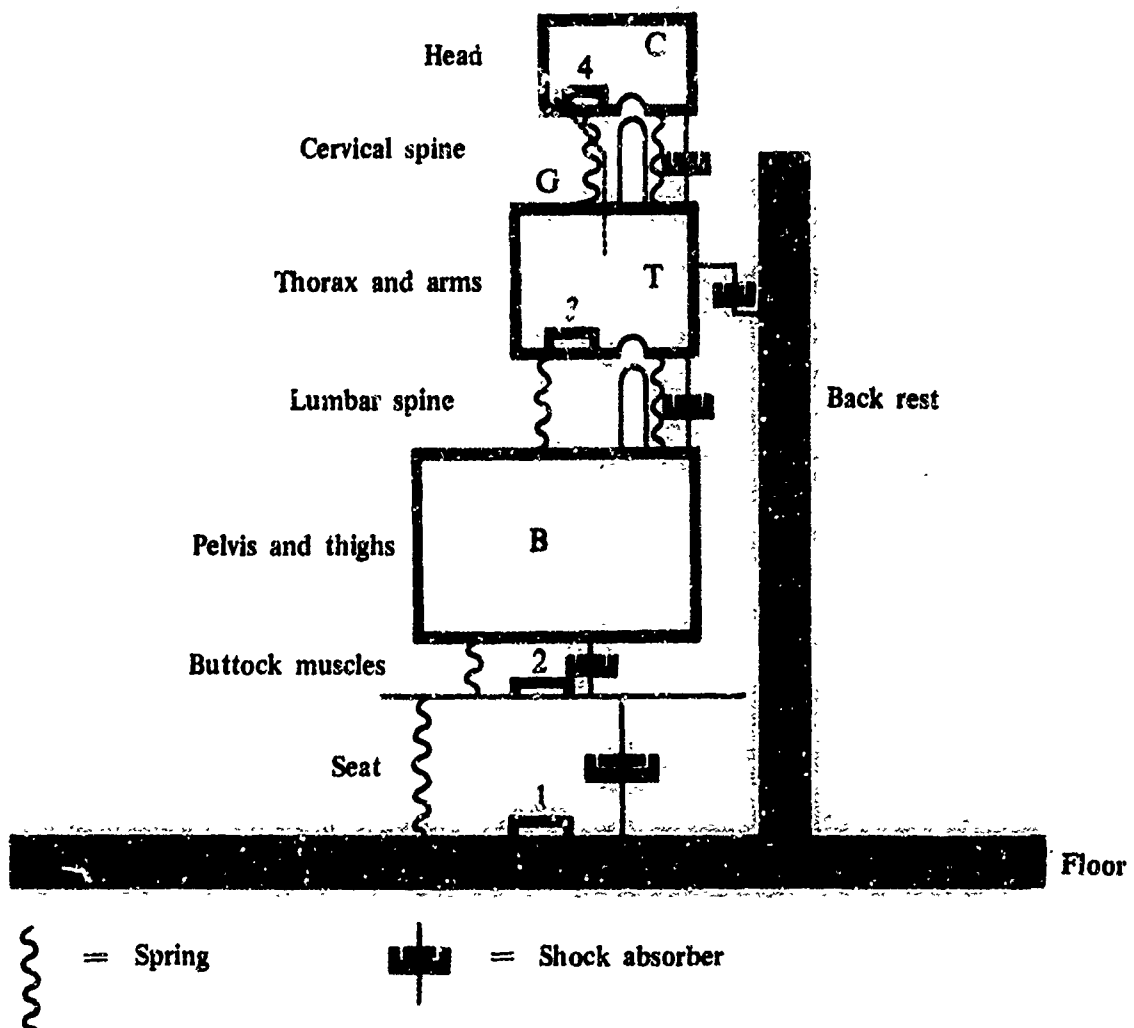 Head
C
4
Cervical spine
G
Thorax and arms
T
Lumbar spine
Back rest
Pelvis and thighs
B
Buttock muscles
2
Seat
1
Floor
= Spring
= Shock absorber